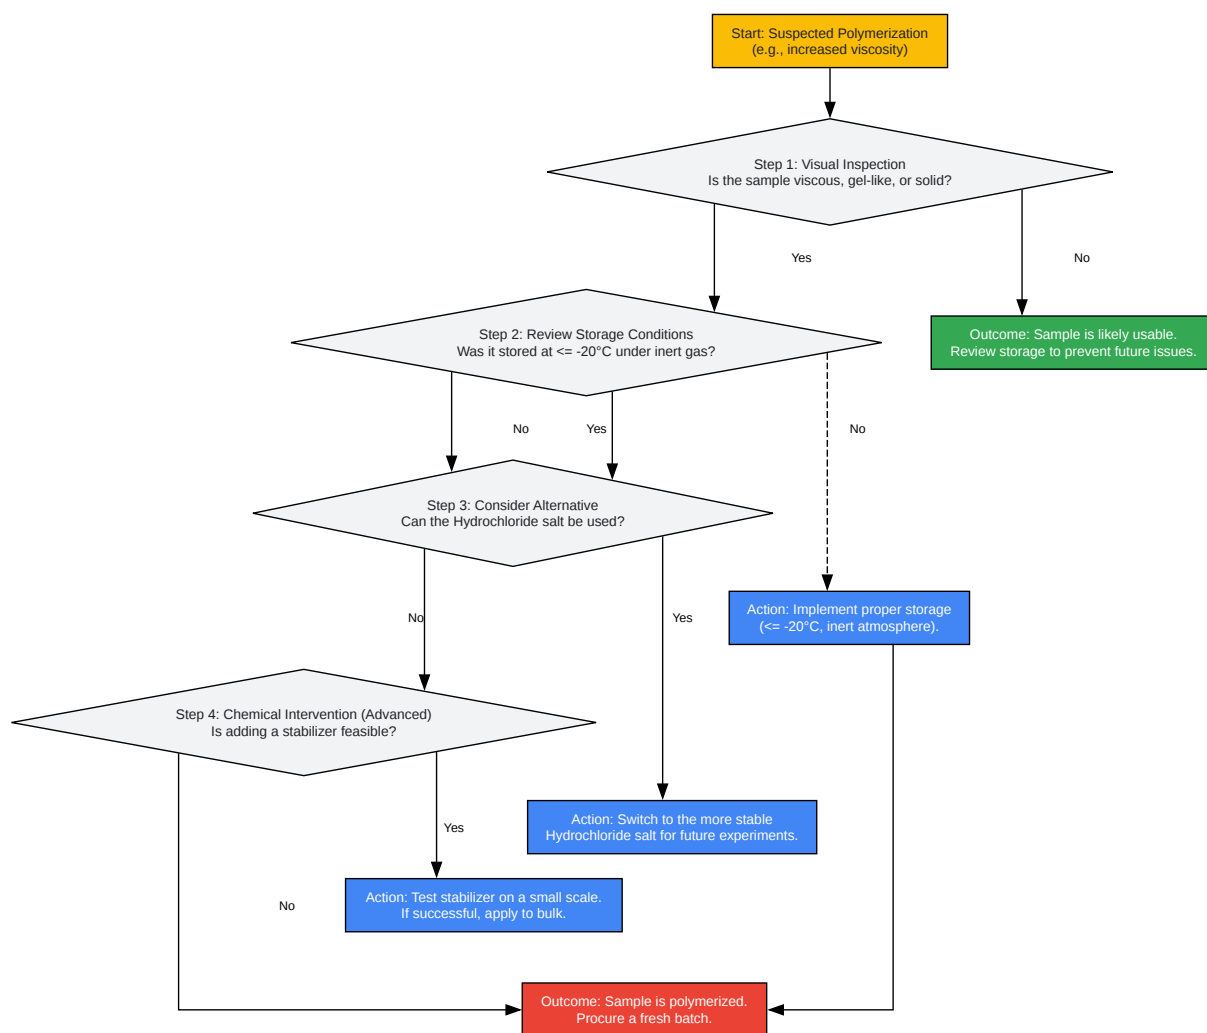 Start: Suspected Polymerization
(e.g., increased viscosity)
Step 1: Visual Inspection
Is the sample viscous, gel-like, or solid?
Yes
No
Outcome: Sample is likely usable.
Review storage to prevent future issues.
Step 2: Review Storage Conditions
Was it stored at <= -20°C under inert gas?
No
Yes
No
Step 3: Consider Alternative
Can the Hydrochloride salt be used?
No
Yes
Action: Implement proper storage
(<= -20°C, inert atmosphere).
Step 4: Chemical Intervention (Advanced)
Is adding a stabilizer feasible?
Yes
Action: Switch to the more stable
Hydrochloride salt for future experiments.
No
Action: Test stabilizer on a small scale.
If successful, apply to bulk.
Outcome: Sample is polymerized.
Procure a fresh batch.